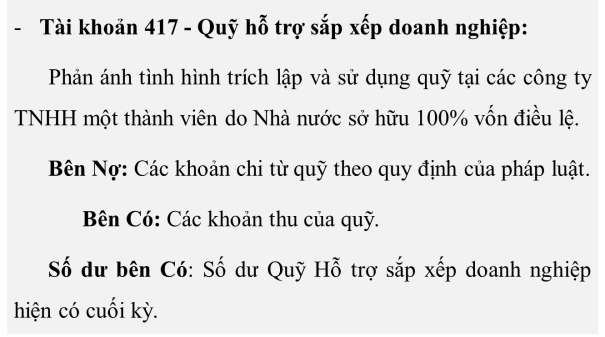 - Tài khoản 417 - Quỹ hỗ trợ sắp xếp doanh nghiệp:
Phản ánh tình hình trích lập và sử dụng quỹ tại các công ty
TNHH một thành viên do Nhà nước sở hữu 100% vốn điều lệ.
Bên Nợ: Các khoản chi từ quỹ theo quy định của pháp luật.
Bên Có: Các khoản thu của quỹ.
Số dư bên Có: Số dư Quỹ Hỗ trợ sắp xếp doanh nghiệp
hiện có cuối kỳ.